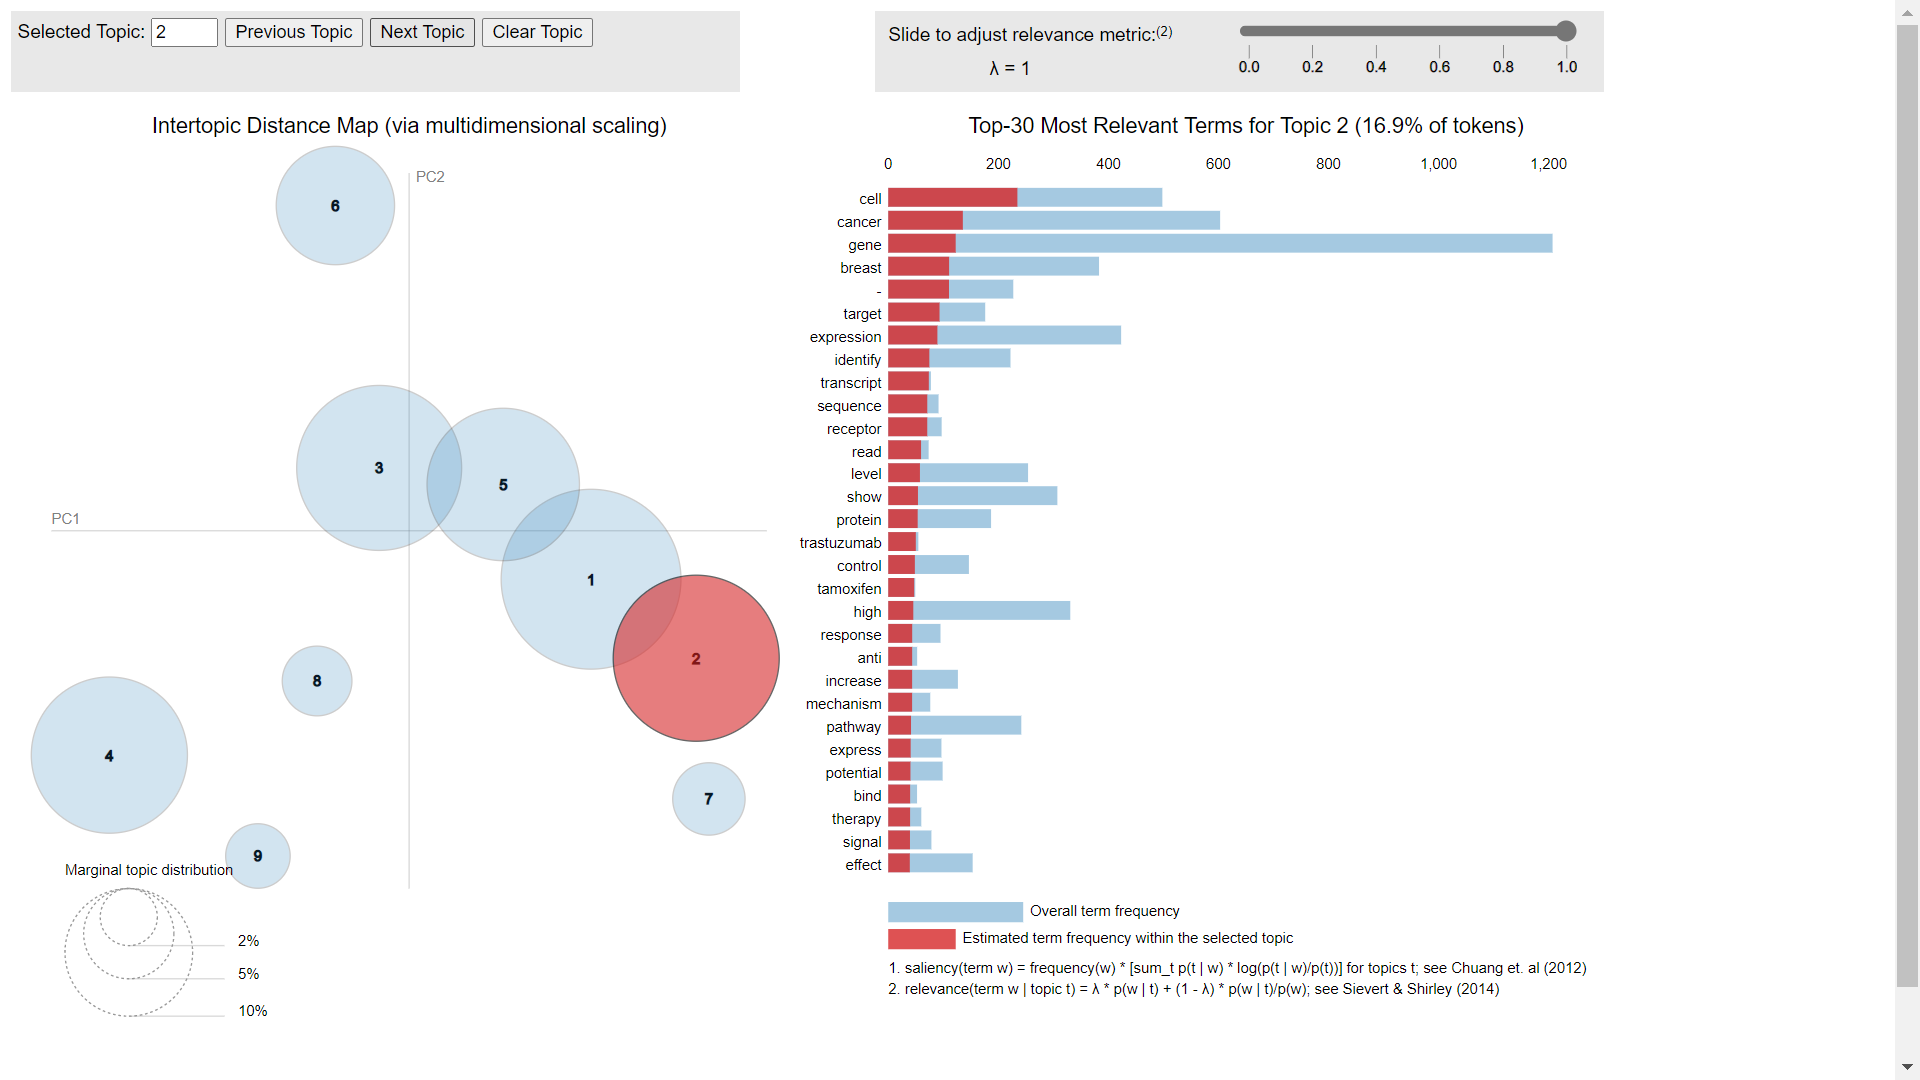 Selected Topic: 2 Previous Topic Next Topic Clear Topic
Slide to adjust relevance metric:(2)
λ = 1
0.0 0.2 0.4 0.6 0.8 1.0
Intertopic Distance Map (via multidimensional scaling)
PC2
PC1
6
3
5
1
2
8
4
7
9
Marginal topic distribution
2%
5%
10%
Top-30 Most Relevant Terms for Topic 2 (16.9% of tokens)
0 200 400 600 800 1,000 1,200
cell
cancer
gene
breast
-
target
expression
identify
transcript
sequence
receptor
read
level
show
protein
trastuzumab
control
tamoxifen
high
response
anti
increase
mechanism
pathway
express
potential
bind
therapy
signal
effect
Overall term frequency
Estimated term frequency within the selected topic
1. saliency(term w) = frequency(w) * [sum_t p(t | w) * log(p(t | w)/p(t))] for topics t; see Chuang et. al (2012)
2. relevance(term w | topic t) = λ * p(w | t) + (1 - λ) * p(w | t)/p(w); see Sievert & Shirley (2014)